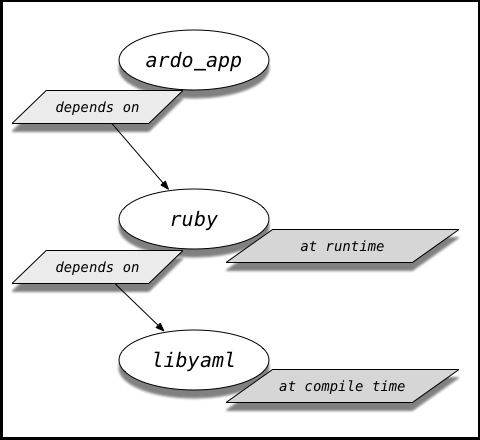 ardo_app
depends on
ruby
at runtime
depends on
libyaml
at compile time